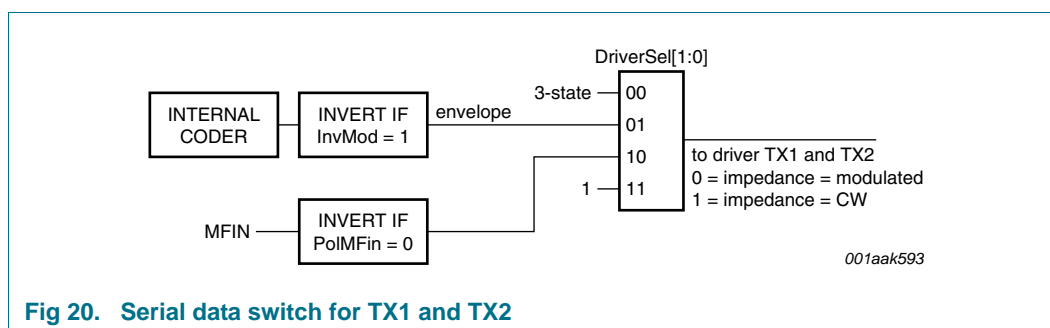 DriverSel[1:0]
3-state
00
INTERNAL
CODER
INVERT IF
InvMod = 1
envelope
01
10
to driver TX1 and TX2
0 = impedance = modulated
1 = impedance = CW
1
11
MFIN
INVERT IF
PolMFin = 0
001aak593
Fig 20. Serial data switch for TX1 and TX2